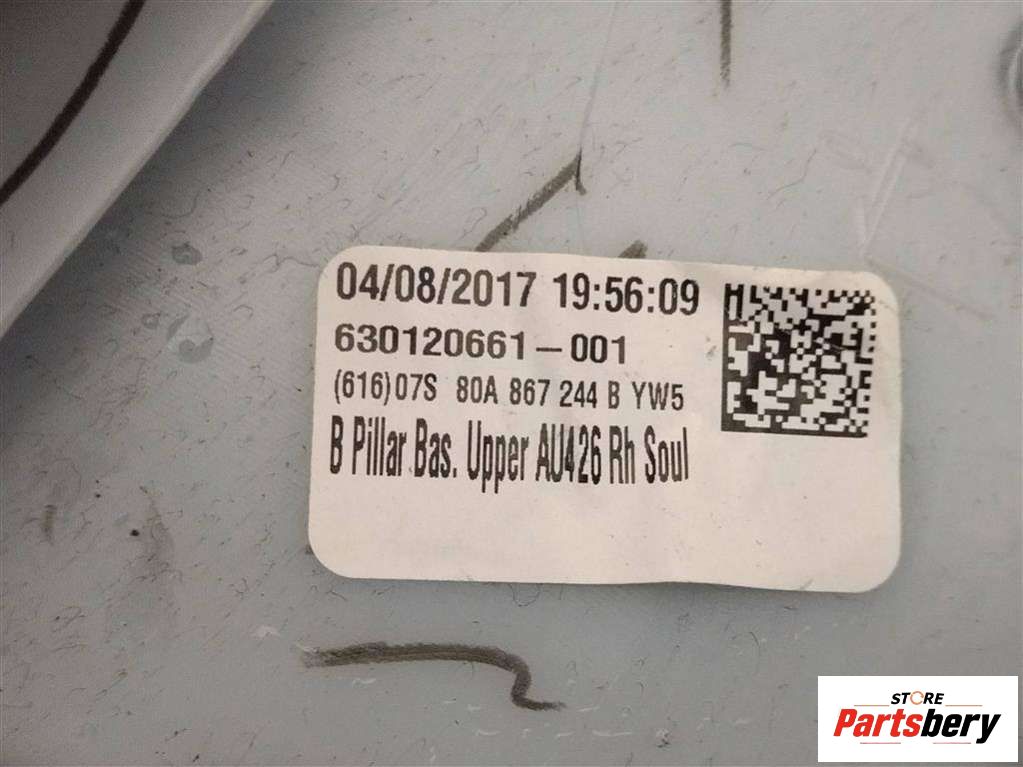 04/08/2017 19:56:09
630120661-001
(616)07S 80A 867 244 B YW5
B Pillar Bas. Upper AU426 Rh Soul
STORE
Partsbery